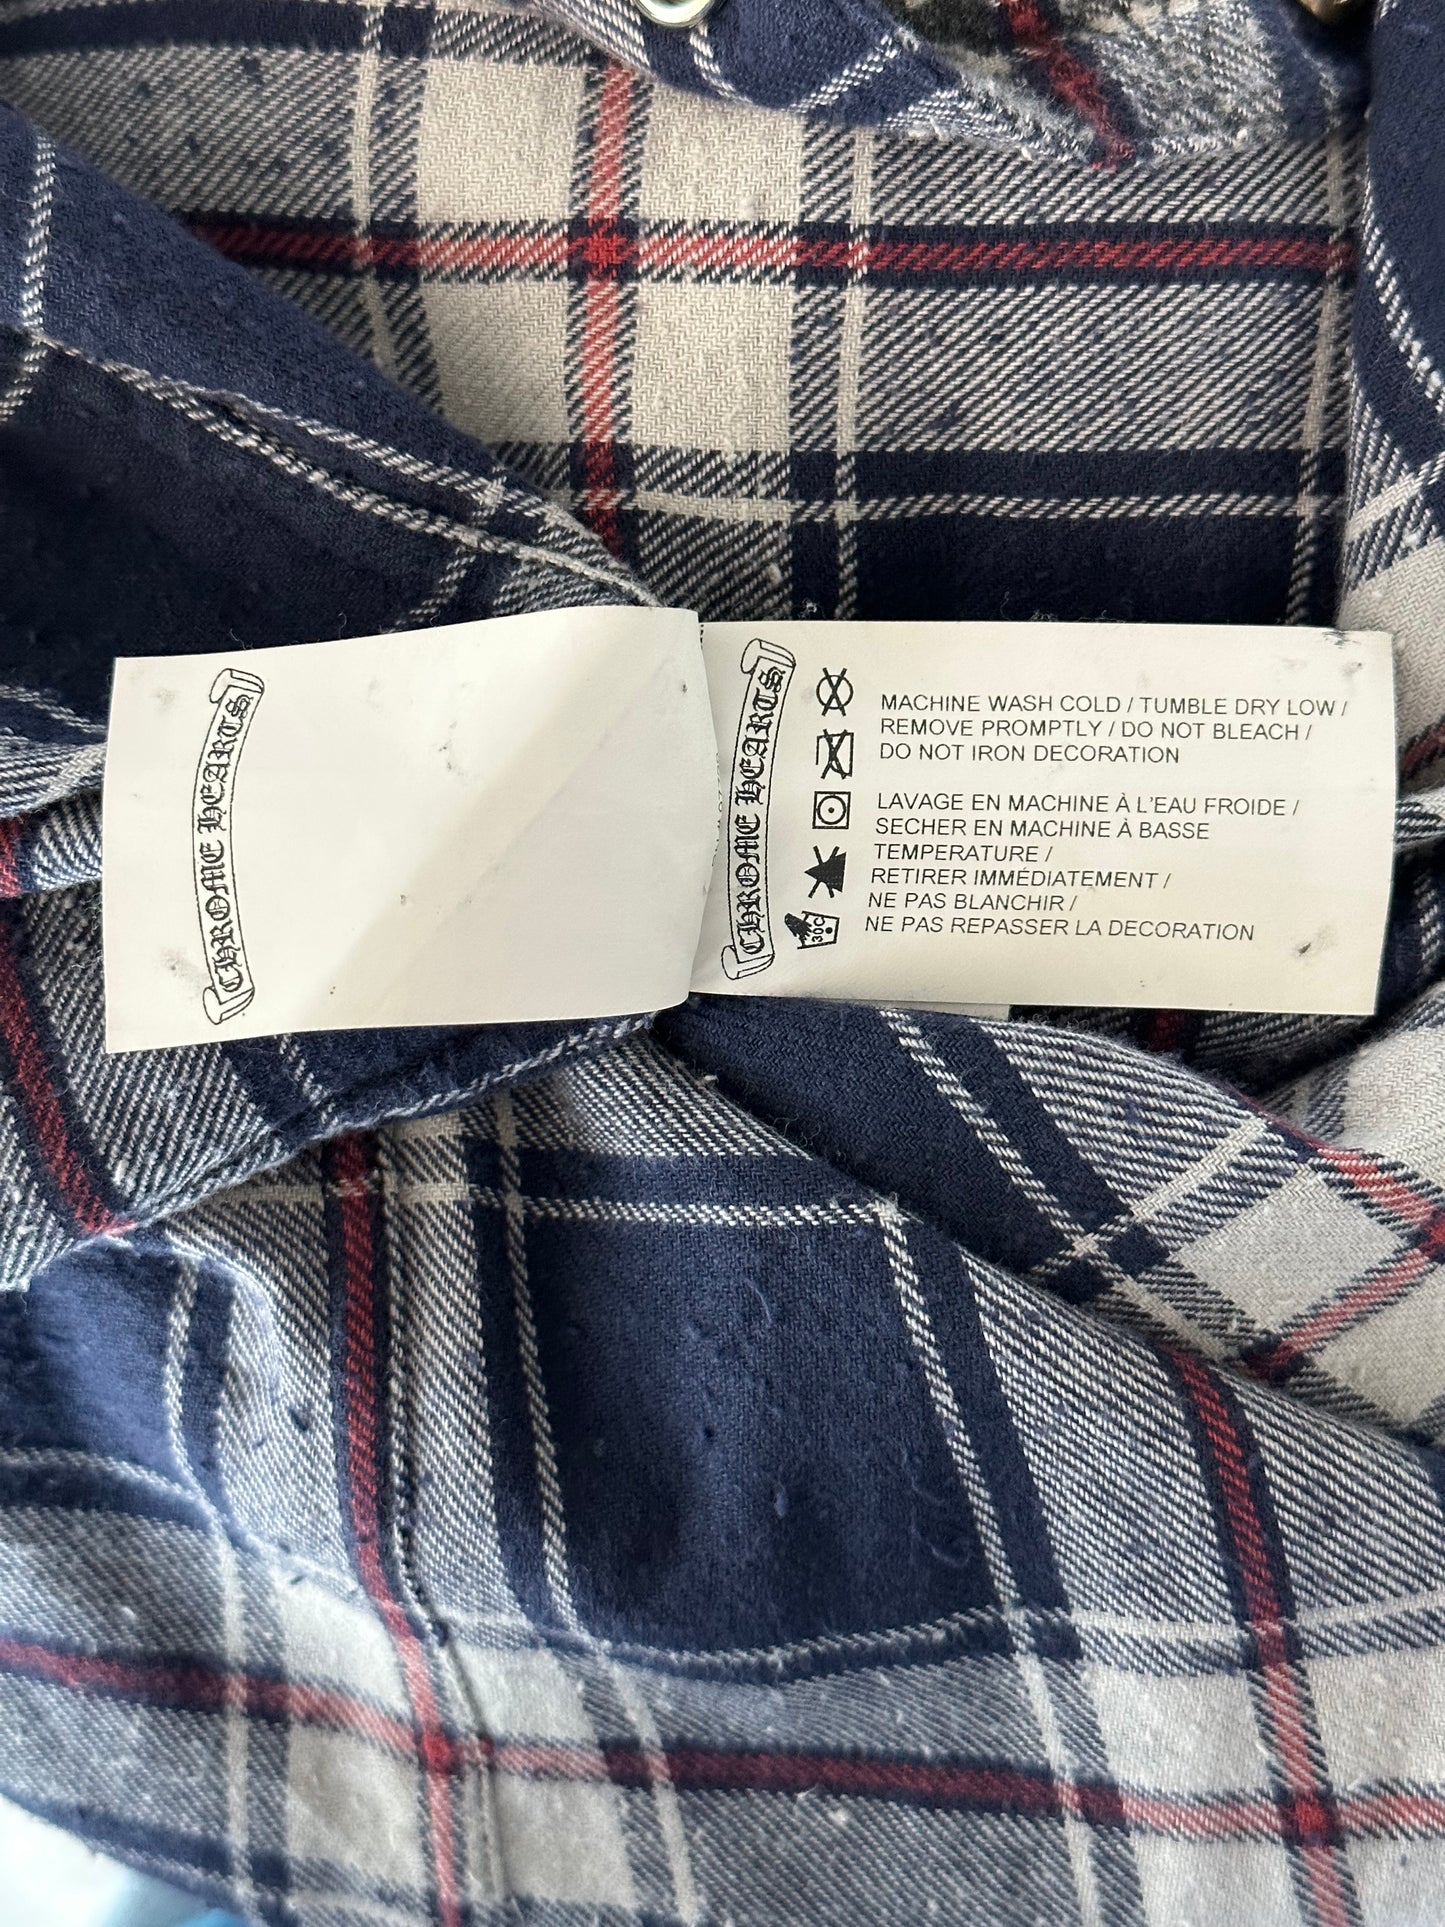 CHROME HEARTS
CHROME HEARTS
MACHINE WASH COLD / TUMBLE DRY LOW /
REMOVE PROMPTLY / DO NOT BLEACH /
DO NOT IRON DECORATION
LAVAGE EN MACHINE À L'EAU FROIDE /
SECHER EN MACHINE À BASSE
TEMPERATURE /
RETIRER IMMÉDIATEMENT /
NE PAS BLANCHIR /
NE PAS REPASSER LA DECORATION
30C